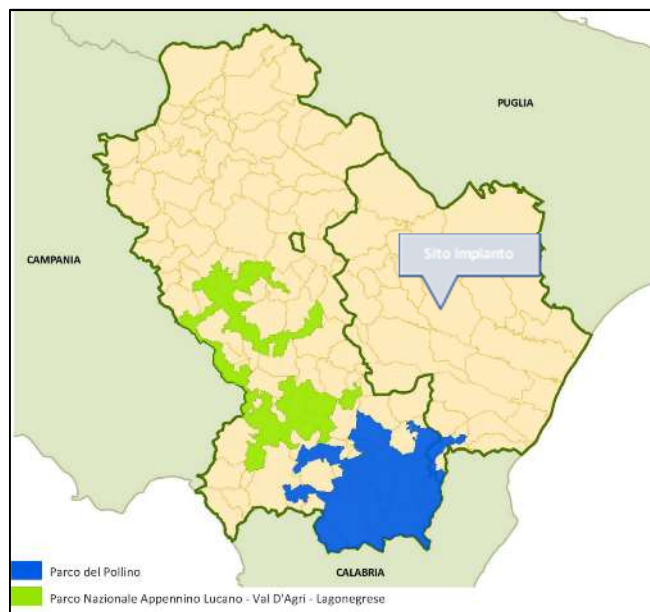 PUGLIA
Sito Impianto
CAMPANIA
CALABRIA
Parco del Pollino
Parco Nazionale Appennino Lucano - Val D'Agri - Lagonegrese